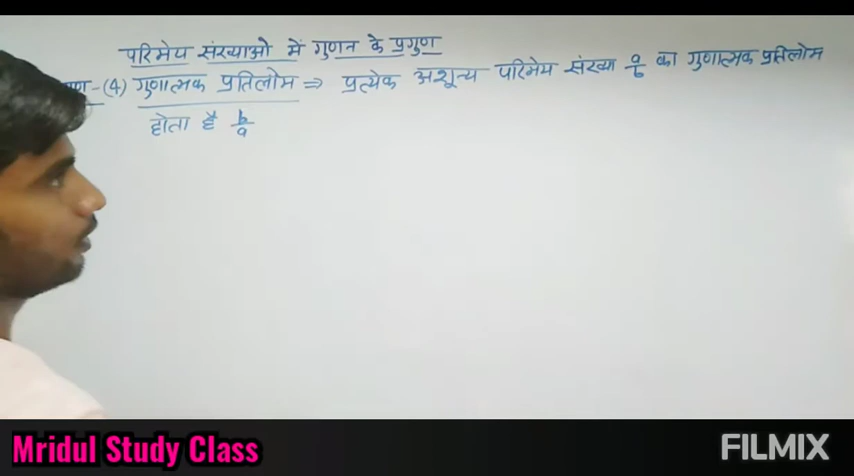 परिमेय संख्याओ में गुणन के प्रगुण
गुण-(4) गुणात्मक प्रतिलोम ⇒ प्रत्येक अशून्य परिमेय संख्या a/b का गुणात्मक प्रतिलोम
होता है b/a
Mridul Study Class
FILMIX